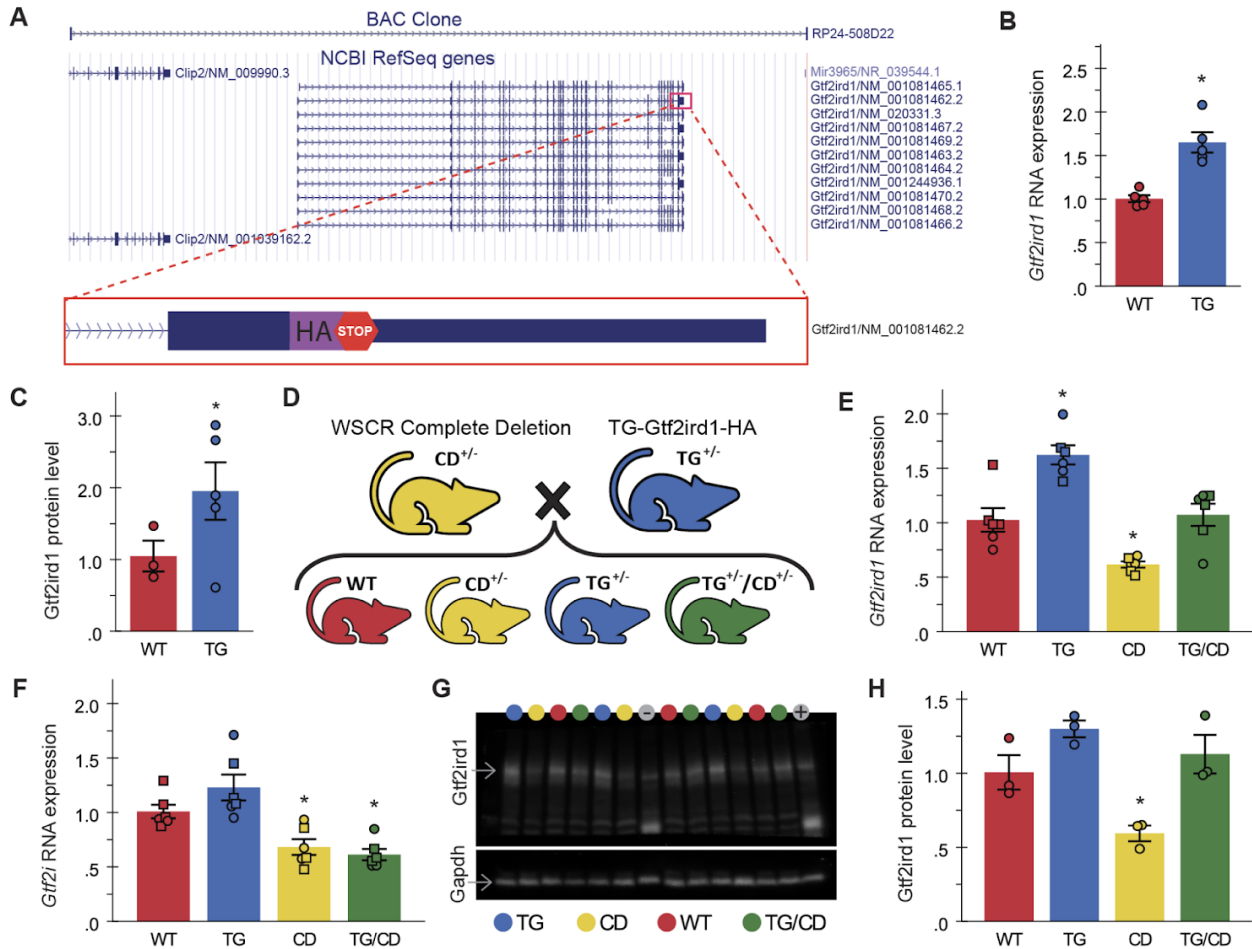 A
BAC Clone
RP24-508D22
NCBI RefSeq genes
Clip2/NM_009990.3
Mir3965/NR_039544.1
Gtf2ird1/NM_001081465.1
Gtf2ird1/NM_001081462.2
Gtf2ird1/NM_020331.3
Gtf2ird1/NM_001081467.2
Gtf2ird1/NM_001081469.2
Gtf2ird1/NM_001081463.2
Gtf2ird1/NM_001081464.2
Gtf2ird1/NM_001244936.1
Gtf2ird1/NM_001081470.2
Gtf2ird1/NM_001081468.2
Gtf2ird1/NM_001081466.2
Clip2/NM_001039162.2
HA STOP
Gtf2ird1/NM_001081462.2
B
Gtf2ird1 RNA expression
2.5
2.0
1.5
1.0
.5
.0
*
WT TG
C
Gtf2ird1 protein level
3.0
2.0
1.0
.0
*
WT TG
D
WSCR Complete Deletion TG-Gtf2ird1-HA
CD+/- TG+/-
WT CD+/- TG+/- TG+/-/CD+/-
E
Gtf2ird1 RNA expression
2.0
1.5
1.0
.5
.0
* *
WT TG CD TG/CD
F
Gtf2i RNA expression
2.0
1.5
1.0
.5
.0
* *
WT TG CD TG/CD
G
- +
Gtf2ird1
Gapdh
TG CD WT TG/CD
H
Gtf2ird1 protein level
1.5
1.0
.5
.0
*
WT TG CD TG/CD